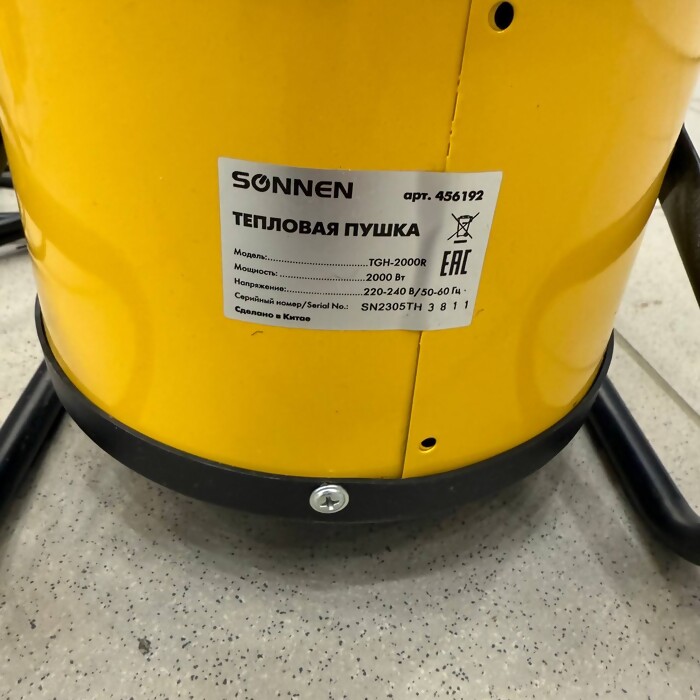 SONNEN арт. 456192
ТЕПЛОВАЯ ПУШКА
EAC
Модель:..............................TGH-2000R
Мощность: ........................2000 Вт
Напряжение:.....................220-240 В/50-60 Гц ~
Серийный номер/Serial No.: SN2305TH 3 8 1 1
Сделано в Китае